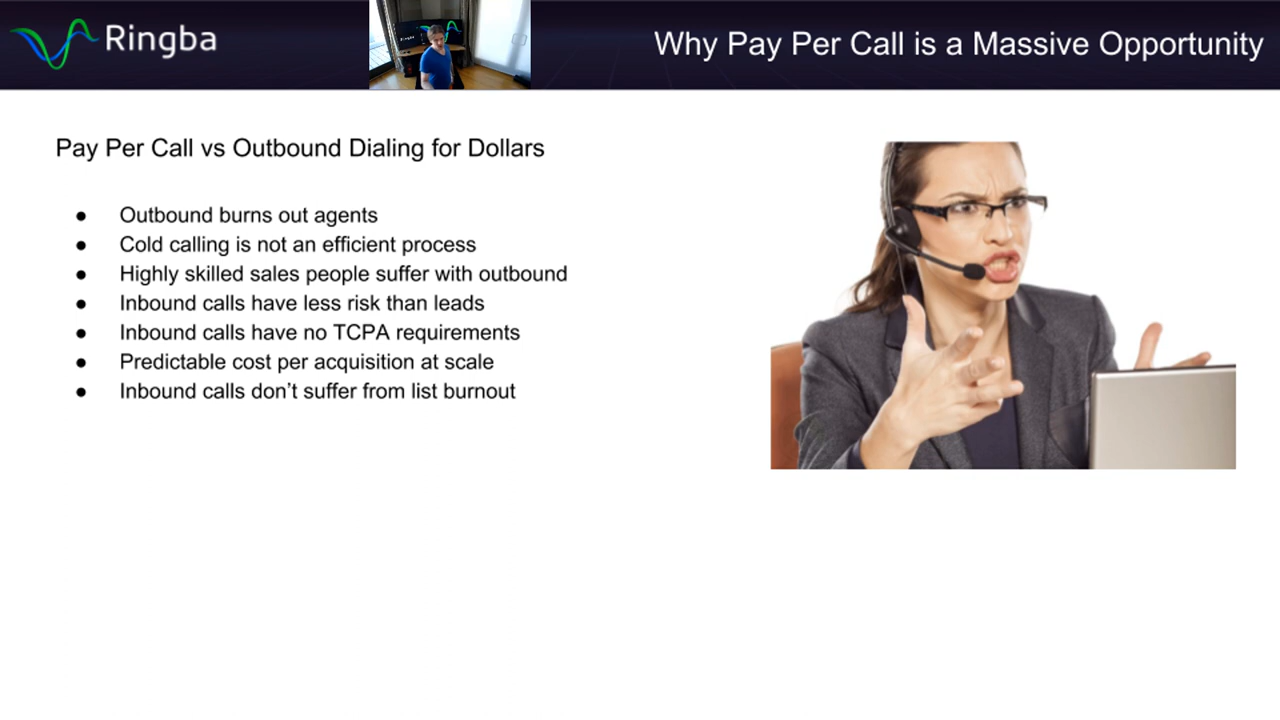 Ringba
Why Pay Per Call is a Massive Opportunity
Pay Per Call vs Outbound Dialing for Dollars
● Outbound burns out agents
● Cold calling is not an efficient process
● Highly skilled sales people suffer with outbound
● Inbound calls have less risk than leads
● Inbound calls have no TCPA requirements
● Predictable cost per acquisition at scale
● Inbound calls don’t suffer from list burnout